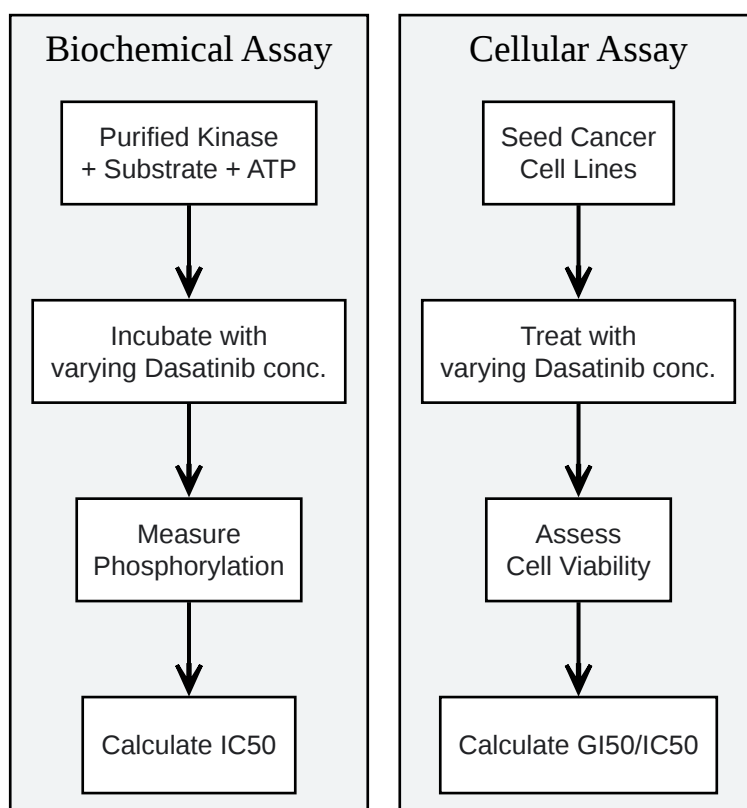 Biochemical Assay
Purified Kinase
+ Substrate + ATP
Incubate with
varying Dasatinib conc.
Measure
Phosphorylation
Calculate IC50
Cellular Assay
Seed Cancer
Cell Lines
Treat with
varying Dasatinib conc.
Assess
Cell Viability
Calculate GI50/IC50